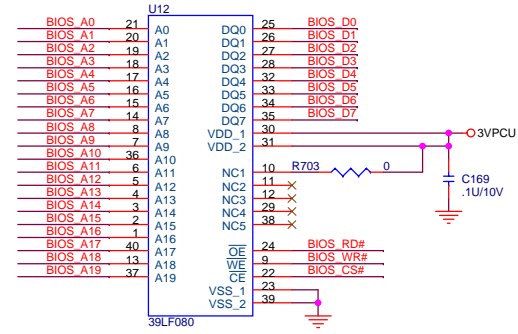 U12
BIOS_A0 21 A0 DQ0 25 BIOS_D0
BIOS_A1 20 A1 DQ1 26 BIOS_D1
BIOS_A2 19 A2 DQ2 27 BIOS_D2
BIOS_A3 18 A3 DQ3 28 BIOS_D3
BIOS_A4 17 A4 DQ4 32 BIOS_D4
BIOS_A5 16 A5 DQ5 33 BIOS_D5
BIOS_A6 15 A6 DQ6 34 BIOS_D6
BIOS_A7 14 A7 DQ7 35 BIOS_D7
BIOS_A8 8 A8 VDD_1 30 3VPCU
BIOS_A9 7 A9 VDD_2 31
BIOS_A10 36 A10
BIOS_A11 6 A11 NC1 10 R703 0
BIOS_A12 5 A12 NC2 11
BIOS_A13 4 A13 NC3 12
BIOS_A14 3 A14 NC4 29
BIOS_A15 2 A15 NC5 38
C169
.1U/10V
BIOS_A16 1 A16
BIOS_A17 40 A17 OE 24 BIOS_RD#
BIOS_A18 13 A18 WE 9 BIOS_WR#
BIOS_A19 37 A19 CE 22 BIOS_CS#
VSS_1 23
VSS_2 39
39LF080